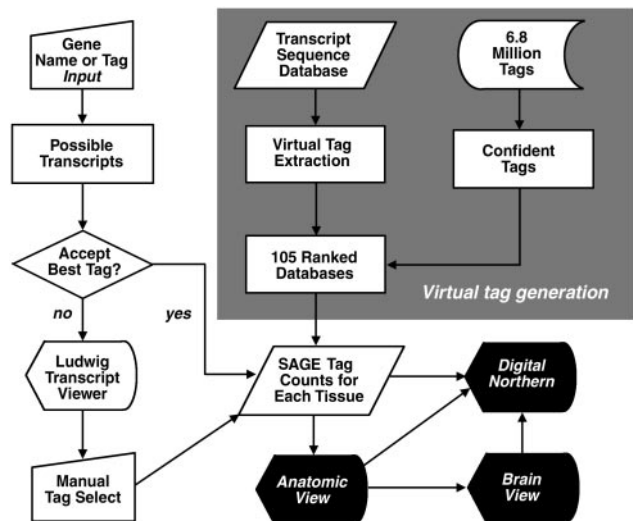 Gene
Name or Tag
Input
Possible
Transcripts
Accept
Best Tag?
no
yes
Ludwig
Transcript
Viewer
Manual
Tag Select
Transcript
Sequence
Database
6.8
Million
Tags
Virtual Tag
Extraction
Confident
Tags
105 Ranked
Databases
Virtual tag generation
SAGE Tag
Counts for
Each Tissue
Digital
Northern
Anatomic
View
Brain
View